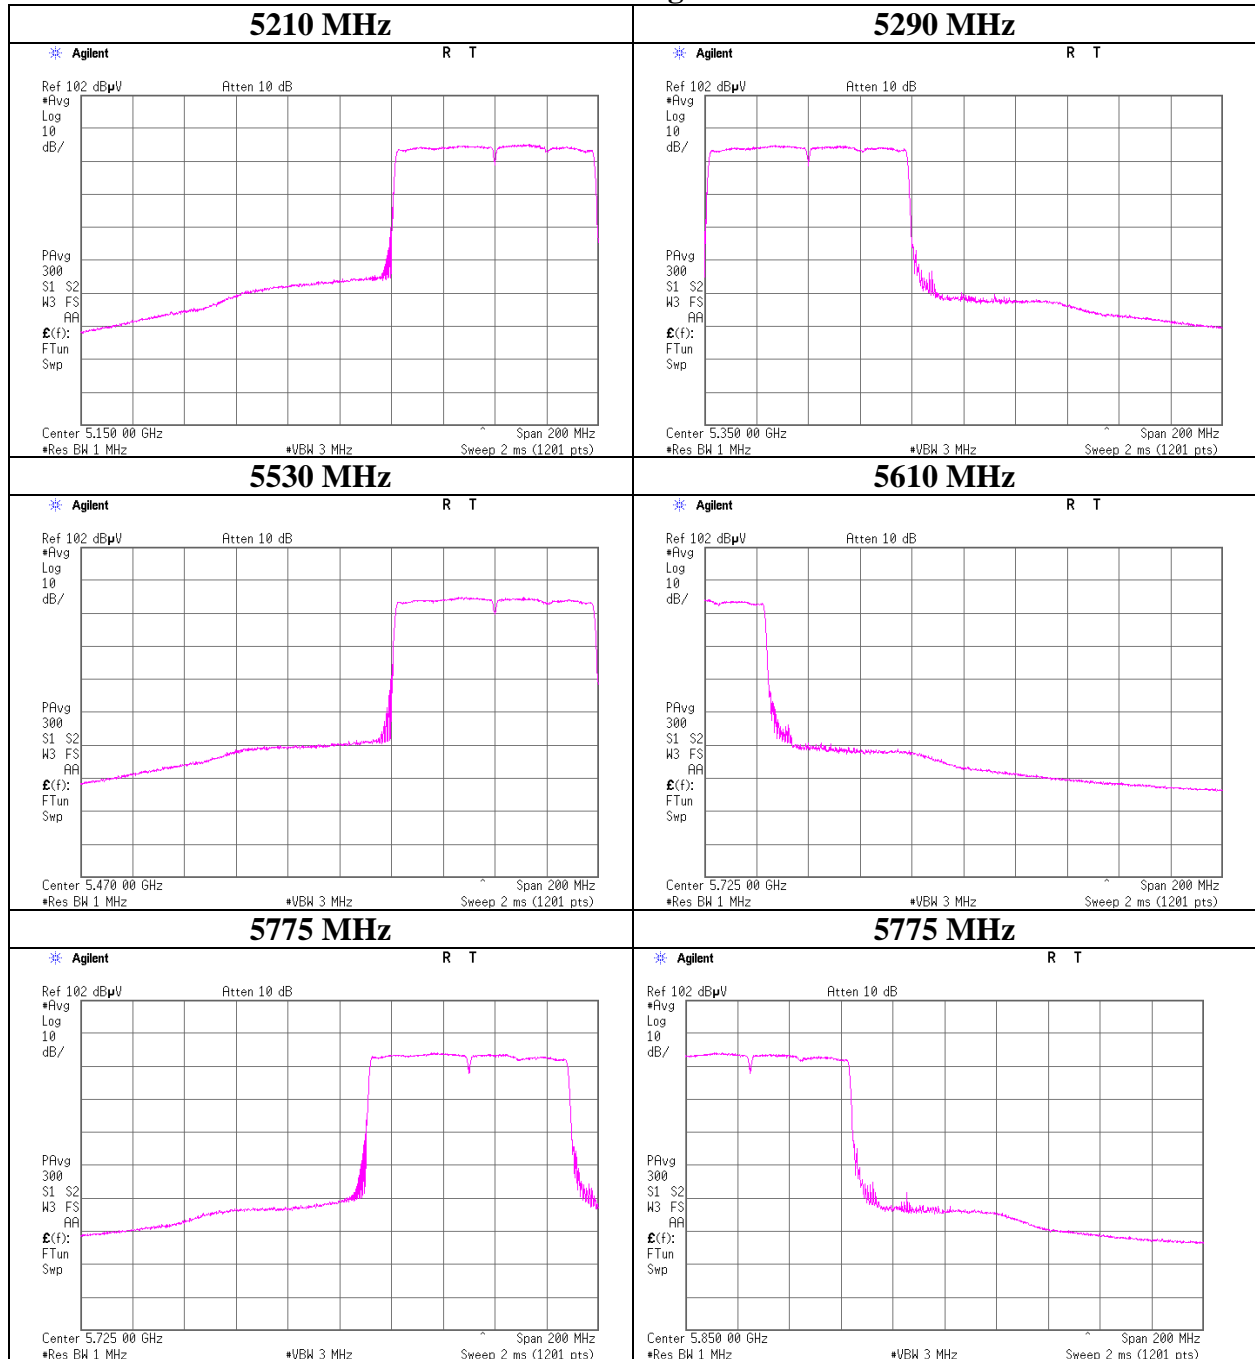 5210 MHz
5290 MHz
Agilent
R T
Ref 102 dBµV
Atten 10 dB
#Avg
Log
10
dB/
PAvg
300
S1 S2
W3 FS
AA
£(f):
FTun
Swp
Center 5.150 00 GHz
^
Span 200 MHz
#Res BW 1 MHz
#VBW 3 MHz
Sweep 2 ms (1201 pts)
Agilent
R T
Ref 102 dBµV
Atten 10 dB
#Avg
Log
10
dB/
PAvg
300
S1 S2
W3 FS
AA
£(f):
FTun
Swp
Center 5.350 00 GHz
^
Span 200 MHz
#Res BW 1 MHz
#VBW 3 MHz
Sweep 2 ms (1201 pts)
5530 MHz
5610 MHz
Agilent
R T
Ref 102 dBµV
Atten 10 dB
#Avg
Log
10
dB/
PAvg
300
S1 S2
W3 FS
AA
£(f):
FTun
Swp
Center 5.470 00 GHz
^
Span 200 MHz
#Res BW 1 MHz
#VBW 3 MHz
Sweep 2 ms (1201 pts)
Agilent
R T
Ref 102 dBµV
Atten 10 dB
#Avg
Log
10
dB/
PAvg
300
S1 S2
W3 FS
AA
£(f):
FTun
Swp
Center 5.725 00 GHz
^
Span 200 MHz
#Res BW 1 MHz
#VBW 3 MHz
Sweep 2 ms (1201 pts)
5775 MHz
5775 MHz
Agilent
R T
Ref 102 dBµV
Atten 10 dB
#Avg
Log
10
dB/
PAvg
300
S1 S2
W3 FS
AA
£(f):
FTun
Swp
Center 5.725 00 GHz
^
Span 200 MHz
#Res BW 1 MHz
#VBW 3 MHz
Sweep 2 ms (1201 pts)
Agilent
R T
Ref 102 dBµV
Atten 10 dB
#Avg
Log
10
dB/
PAvg
300
S1 S2
W3 FS
AA
£(f):
FTun
Swp
Center 5.850 00 GHz
^
Span 200 MHz
#Res BW 1 MHz
#VBW 3 MHz
Sweep 2 ms (1201 pts)